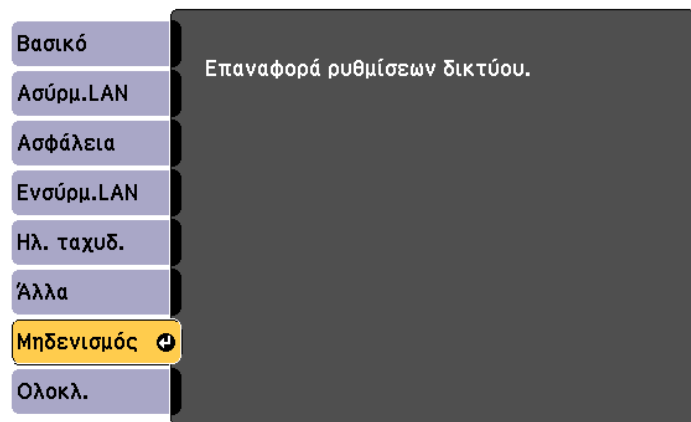 Βασικό
Επαναφορά ρυθμίσεων δικτύου.
Ασύρμ.LAN
Ασφάλεια
Ενσύρμ.LAN
Ηλ. ταχυδ.
Άλλα
Μηδενισμός
Ολοκλ.